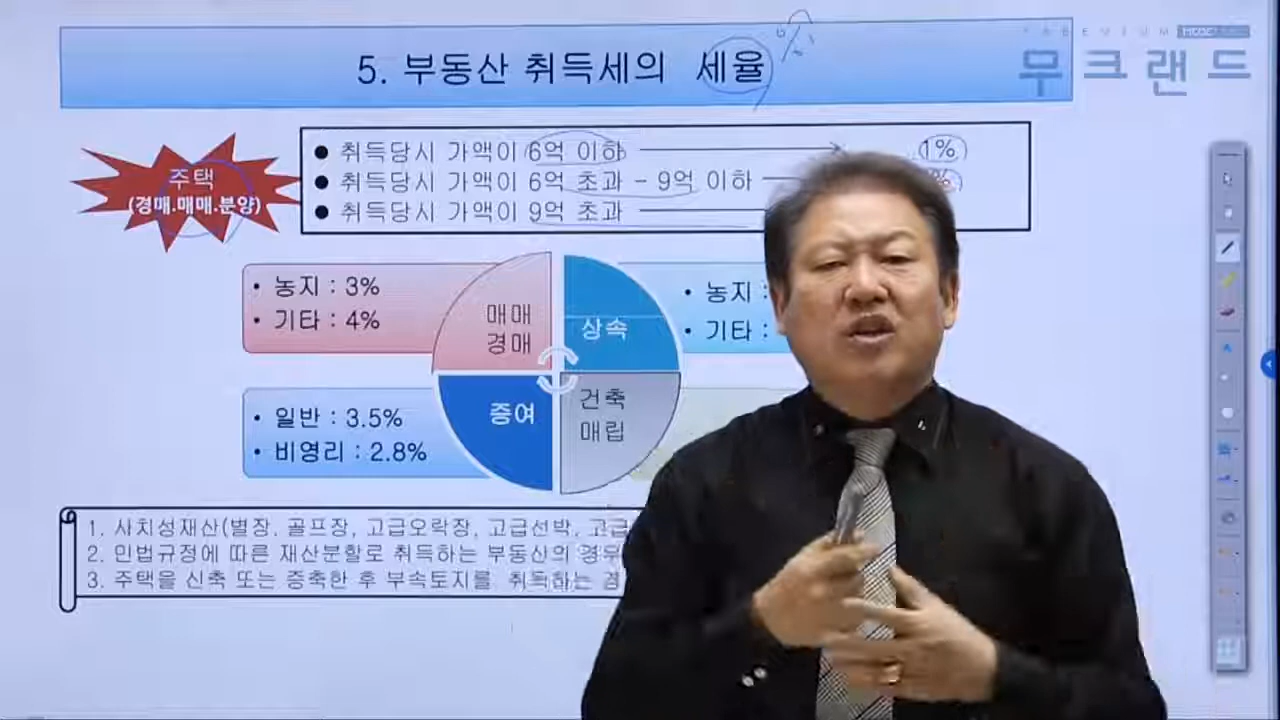 5. 부동산 취득세의 세율
무크랜드
주택
(경매.매매.분양)
● 취득당시 가액이 6억 이하 1%
● 취득당시 가액이 6억 초과 - 9억 이하 %
● 취득당시 가액이 9억 초과
• 농지 : 3%
• 기타 : 4%
매매
경매
상속
• 농지 :
• 기타 :
• 일반 : 3.5%
• 비영리 : 2.8%
증여
건축
매립
1. 사치성재산(별장, 골프장, 고급오락장, 고급선박, 고급
2. 민법규정에 따른 재산분할로 취득하는 부동산의 경우
3. 주택을 신축 또는 증축한 후 부속토지를 취득하는 경